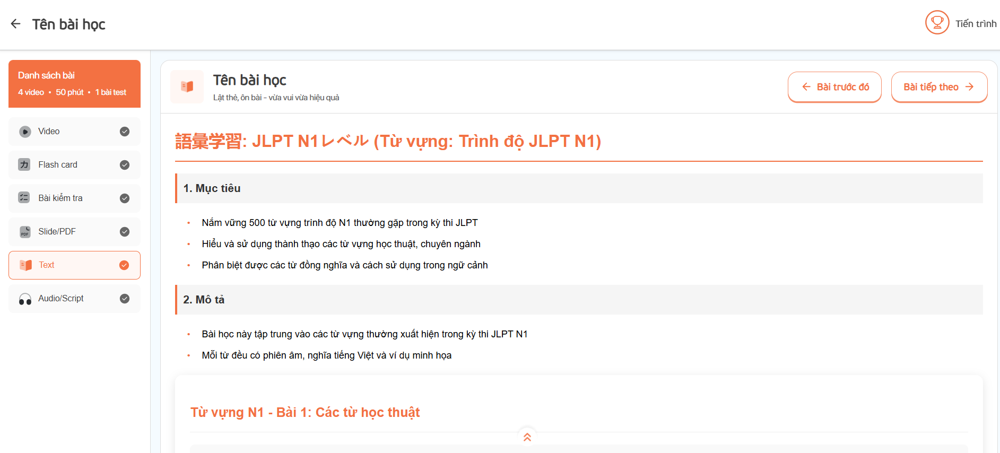 Tên bài học
Tiến trình
Danh sách bài
4 video • 50 phút • 1 bài test
Video
Flash card
Bài kiểm tra
PDF
Slide/PDF
Text
Audio/Script
Tên bài học
Lật thẻ, ôn bài - vừa vui vừa hiệu quả
Bài trước đó
Bài tiếp theo
語彙学習: JLPT N1レベル (Từ vựng: Trình độ JLPT N1)
1. Mục tiêu
• Nắm vững 500 từ vựng trình độ N1 thường gặp trong kỳ thi JLPT
• Hiểu và sử dụng thành thạo các từ vựng học thuật, chuyên ngành
• Phân biệt được các từ đồng nghĩa và cách sử dụng trong ngữ cảnh
2. Mô tả
• Bài học này tập trung vào các từ vựng thường xuất hiện trong kỳ thi JLPT N1
• Mỗi từ đều có phiên âm, nghĩa tiếng Việt và ví dụ minh họa
Từ vựng N1 - Bài 1: Các từ học thuật